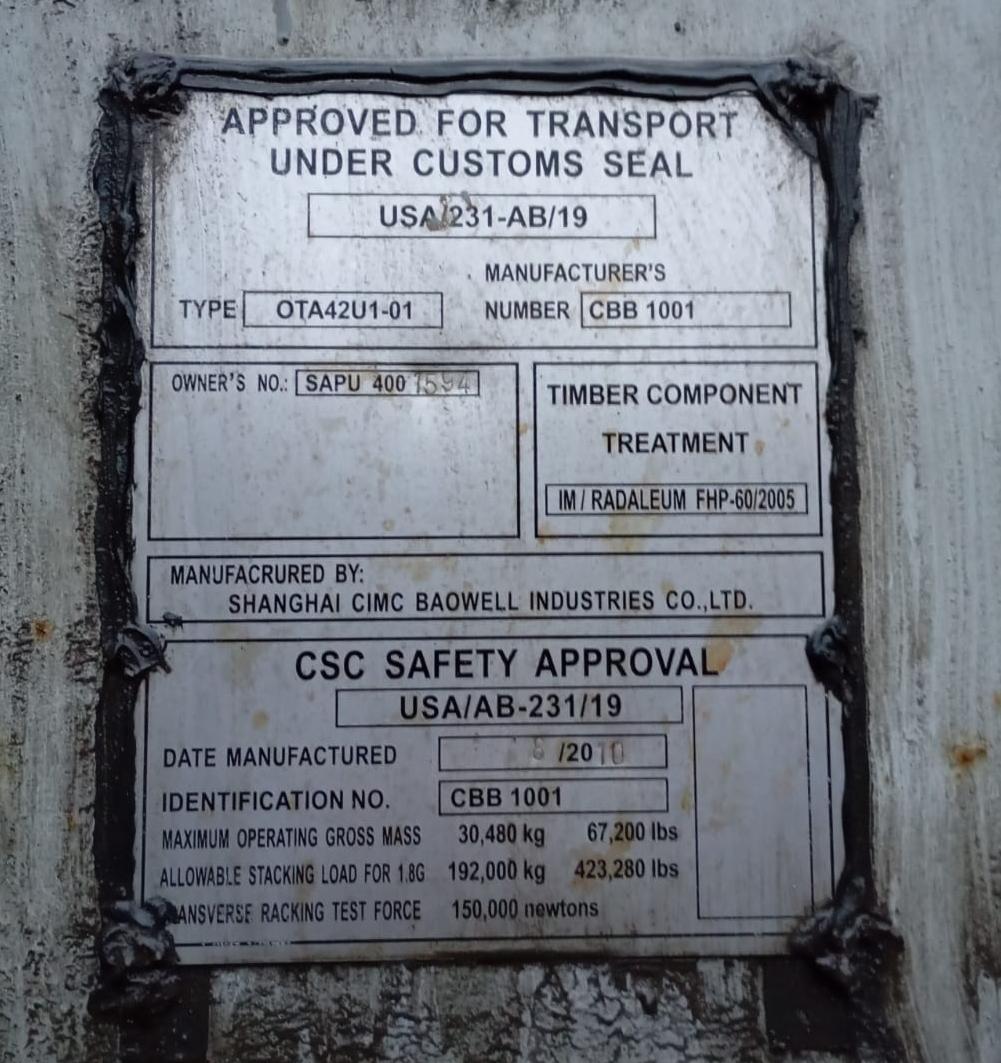 APPROVED FOR TRANSPORT
UNDER CUSTOMS SEAL
USA/231-AB/19
MANUFACTURER'S
TYPE OTA42U1-01 NUMBER CBB 1001
OWNER'S NO.: SAPU 400 1594
TIMBER COMPONENT
TREATMENT
IM / RADALEUM FHP-60/2005
MANUFACRURED BY:
SHANGHAI CIMC BAOWELL INDUSTRIES CO.,LTD.
CSC SAFETY APPROVAL
USA/AB-231/19
DATE MANUFACTURED 8 /2010
IDENTIFICATION NO. CBB 1001
MAXIMUM OPERATING GROSS MASS 30,480 kg 67,200 lbs
ALLOWABLE STACKING LOAD FOR 1.8G 192,000 kg 423,280 lbs
RACKING TEST FORCE 150,000 newtons